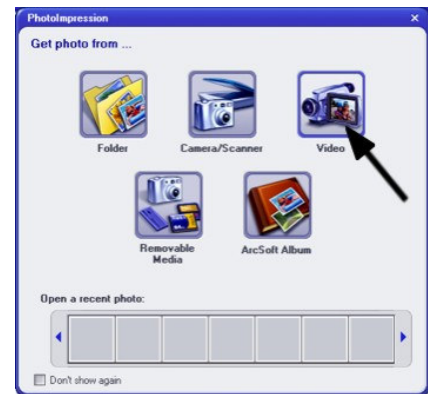 PhotoImpression
Get photo from ...
Folder
Camera/Scanner
Video
Removable
Media
ArcSoft Album
Open a recent photo:
Don't show again